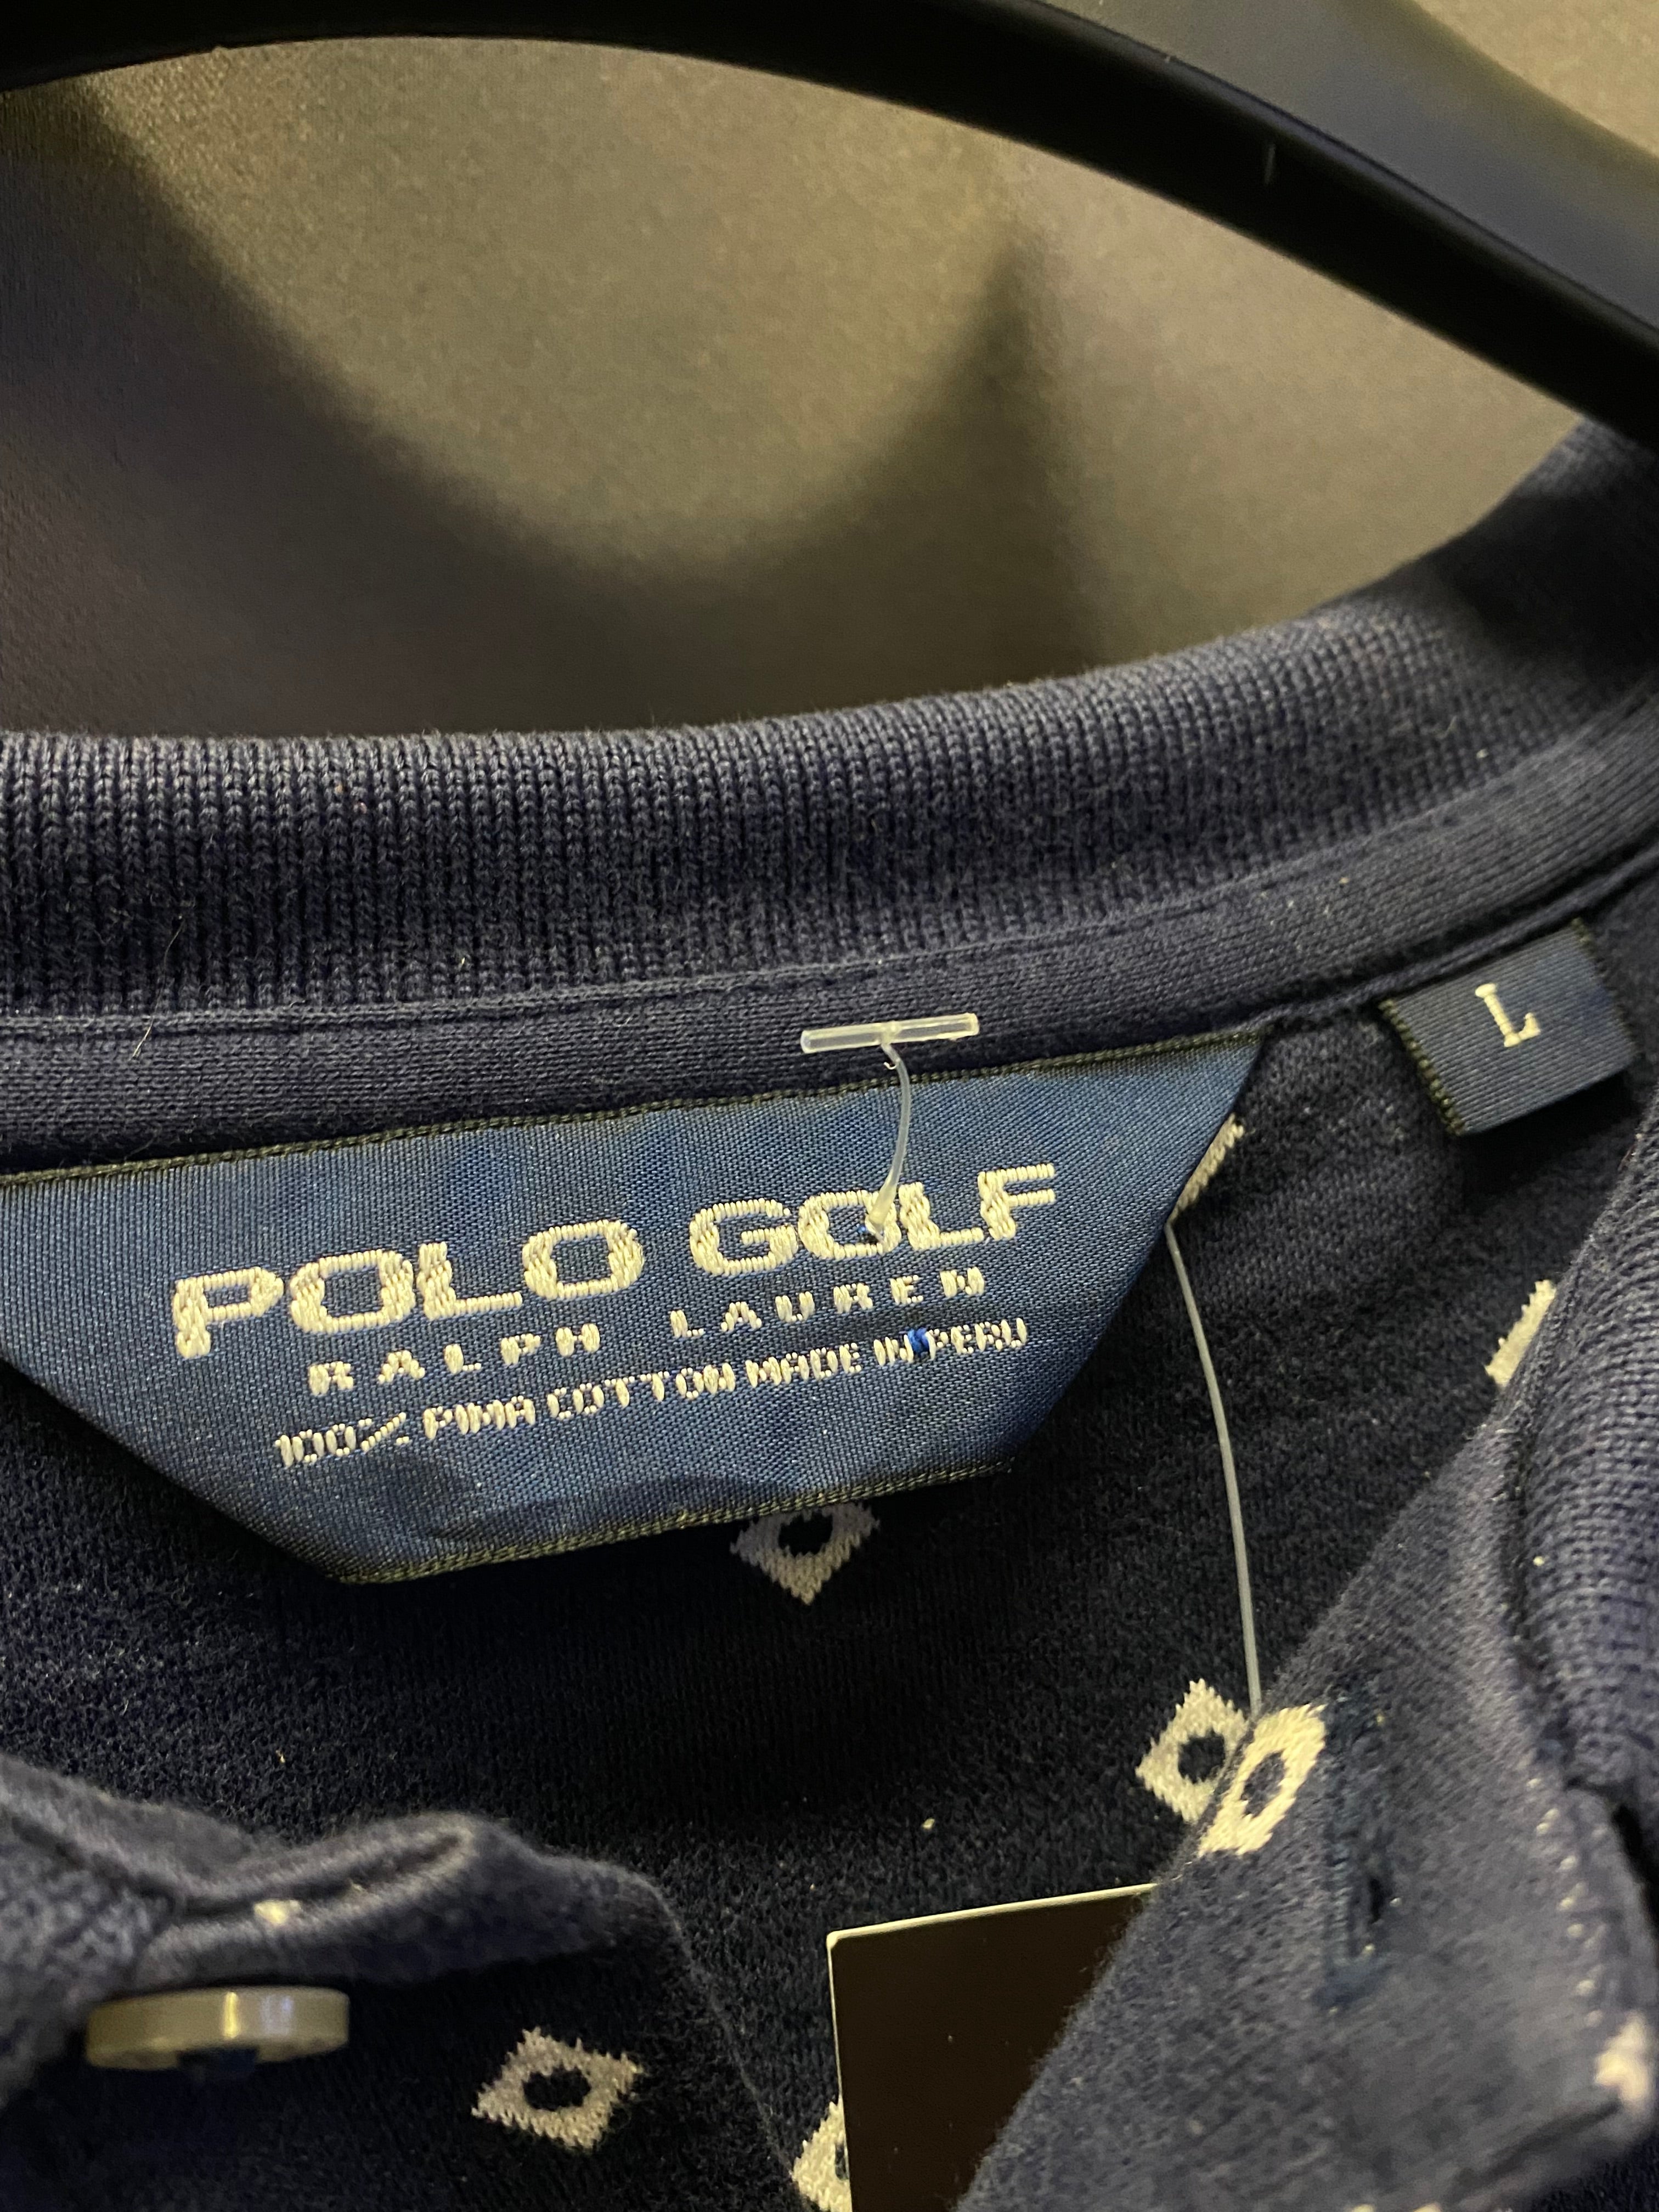 POLO GOLF
RALPH LAUREN
100% PIMA COTTON MADE IN PERU
L